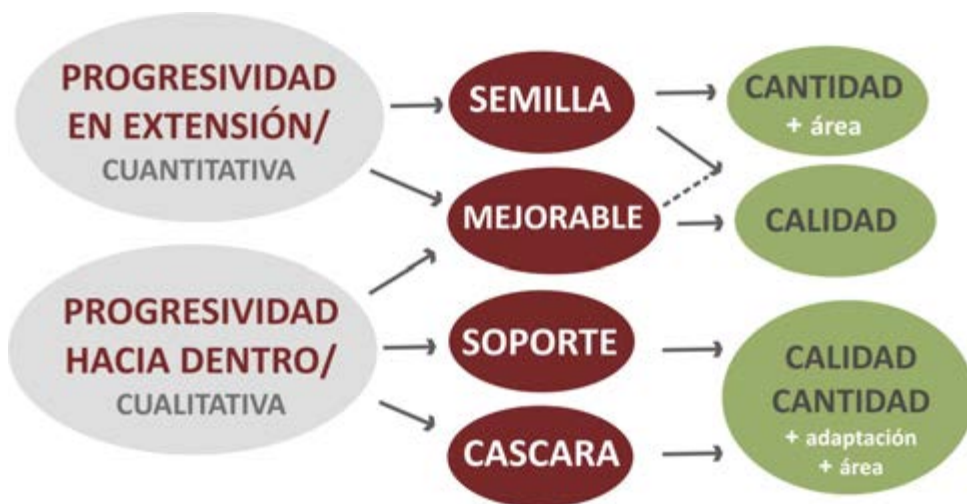 PROGRESIVIDAD
EN EXTENSIÓN/
CUANTITATIVA
SEMILLA
CANTIDAD
+ área
MEJORABLE
CALIDAD
PROGRESIVIDAD
HACIA DENTRO/
CUALITATIVA
SOPORTE
CASCARA
CALIDAD
CANTIDAD
+ adaptación
+ área